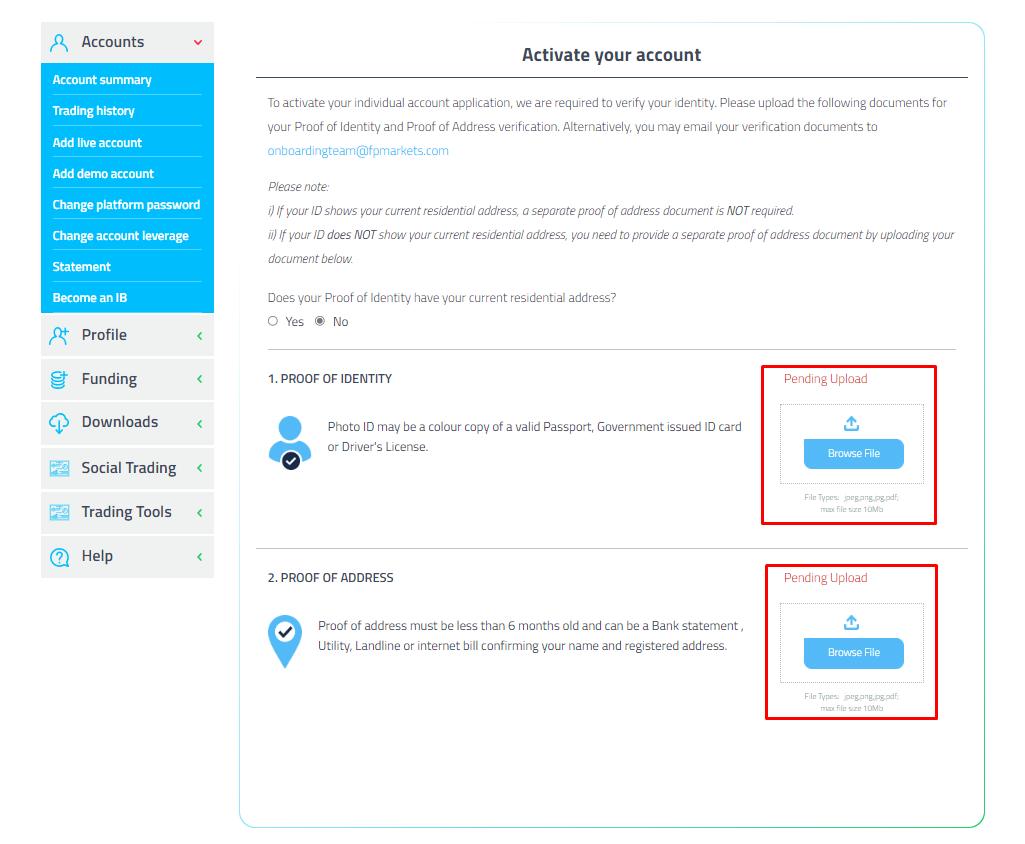 Accounts
Account summary
Trading history
Add live account
Add demo account
Change platform password
Change account leverage
Statement
Become an IB
Profile
Funding
Downloads
Social Trading
Trading Tools
Help
Activate your account
To activate your individual account application, we are required to verify your identity. Please upload the following documents for
your Proof of Identity and Proof of Address verification. Alternatively, you may email your verification documents to
onboardingteam@fpmarkets.com
Please note:
i) If your ID shows your current residential address, a separate proof of address document is NOT required.
ii) If your ID does NOT show your current residential address, you need to provide a separate proof of address document by uploading your
document below.
Does your Proof of Identity have your current residential address?
Yes No
1. PROOF OF IDENTITY
Photo ID may be a colour copy of a valid Passport, Government issued ID card
or Driver's License.
Pending Upload
Browse File
File Types: .jpeg,png,jpg,pdf;
max file size 10Mb
2. PROOF OF ADDRESS
Proof of address must be less than 6 months old and can be a Bank statement ,
Utility, Landline or internet bill confirming your name and registered address.
Pending Upload
Browse File
File Types: .jpeg,png,jpg,pdf;
max file size 10Mb